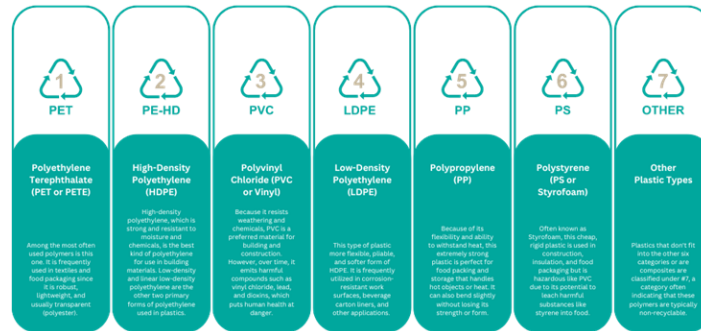 1
PET
Polyethylene
Terephthalate
(PET or PETE)
Among the most often
used polymers is this
one. It is frequently
used in textiles and
food packaging since
it is robust,
lightweight, and
usually transparent
(polyester).
2
PE-HD
High-Density
Polyethylene
(HDPE)
High-density
polyethylene, which is
strong and resistant to
moisture and
chemicals, is the best
kind of polyethylene
for use in building
materials. Low-density and
linear low-density
polyethylene are the
other two primary
forms of polyethylene
used in plastics.
3
PVC
Polyvinyl
Chloride (PVC
or Vinyl)
Because it resists
weathering and
chemicals, PVC is a
preferred material for
building and
construction.
However, over time, it
emits harmful
compounds such as
vinyl chloride, lead,
and dioxins, which
puts human health at
danger.
4
LDPE
Low-Density
Polyethylene
(LDPE)
This type of plastic
more flexible, pliable,
and softer form of
HDPE. It is frequently
utilized in corrosion-
resistant work
surfaces, beverage
carton liners, and
other applications.
5
PP
Polypropylene
(PP)
Because of its
flexibility and ability
to withstand heat, this
extremely strong
plastic is perfect for
food packing and
storage that handles
hot objects or heat. It
can also bend slightly
without losing its
strength or form.
6
PS
Polystyrene
(PS or
Styrofoam)
Often known as
Styrofoam, this cheap,
rigid plastic is used in
construction,
insulation, and food
packaging but is
hazardous like PVC
due to its potential to
leach harmful
substances like
styrene into food.
7
OTHER
Other
Plastic Types
Plastics that don't fit
into the other six
categories or are
composites are
classified under #7, a
category often
indicating that these
polymers are typically
non-recyclable.